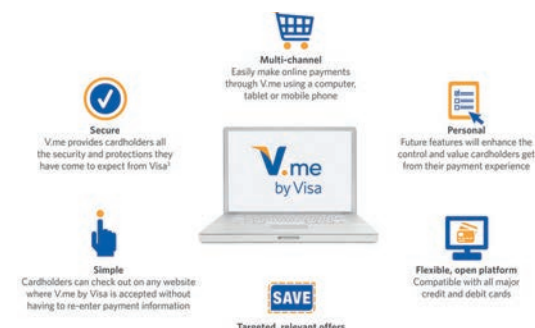 Multi-channel
Easily make online payments
through V.me using a computer,
tablet or mobile phone
Secure
V.me provides cardholders all
the security and protections they
have come to expect from Visa³
Personal
Future features will enhance the
control and value cardholders get
from their payment experience
V.me
by Visa
Simple
Cardholders can check out on any website
where V.me by Visa is accepted without
having to re-enter payment information
Flexible, open platform
Compatible with all major
credit and debit cards
SAVE
Targeted, relevant offers